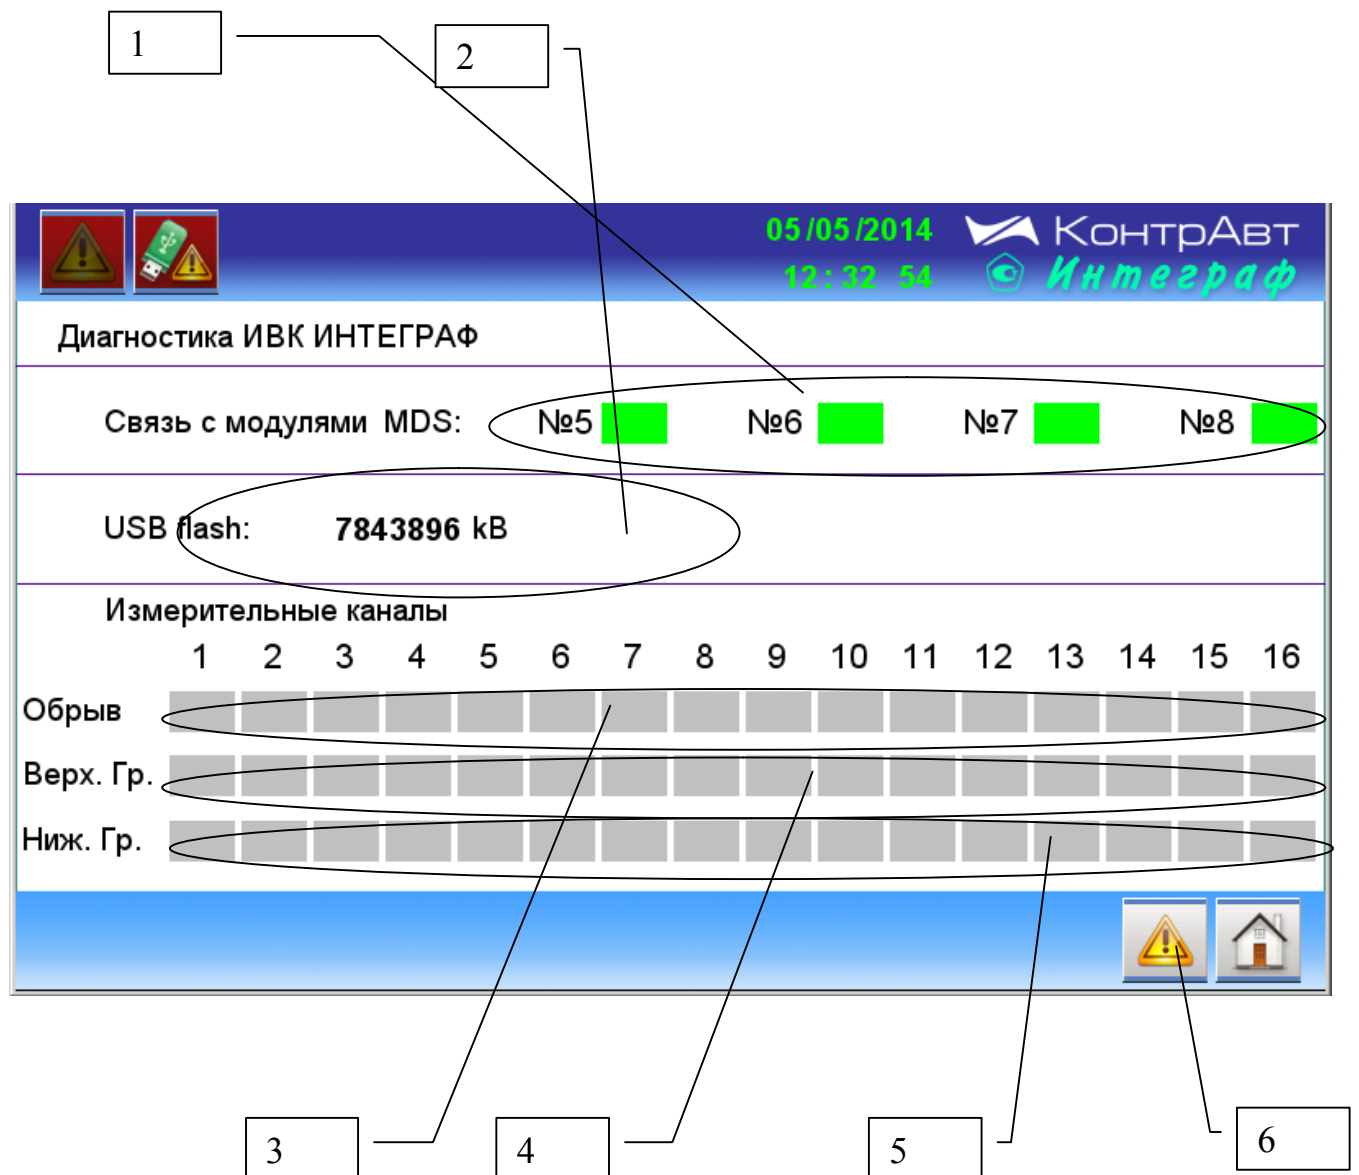 1
2
05/05/2014
КонтрАвт
12:32 54
Интеграф
Диагностика ИВК ИНТЕГРАФ
Связь с модулями MDS: №5 №6 №7 №8
USB flash: 7843896 kB
Измерительные каналы
1 2 3 4 5 6 7 8 9 10 11 12 13 14 15 16
Обрыв
Верх. Гр.
Ниж. Гр.
3 4 5 6